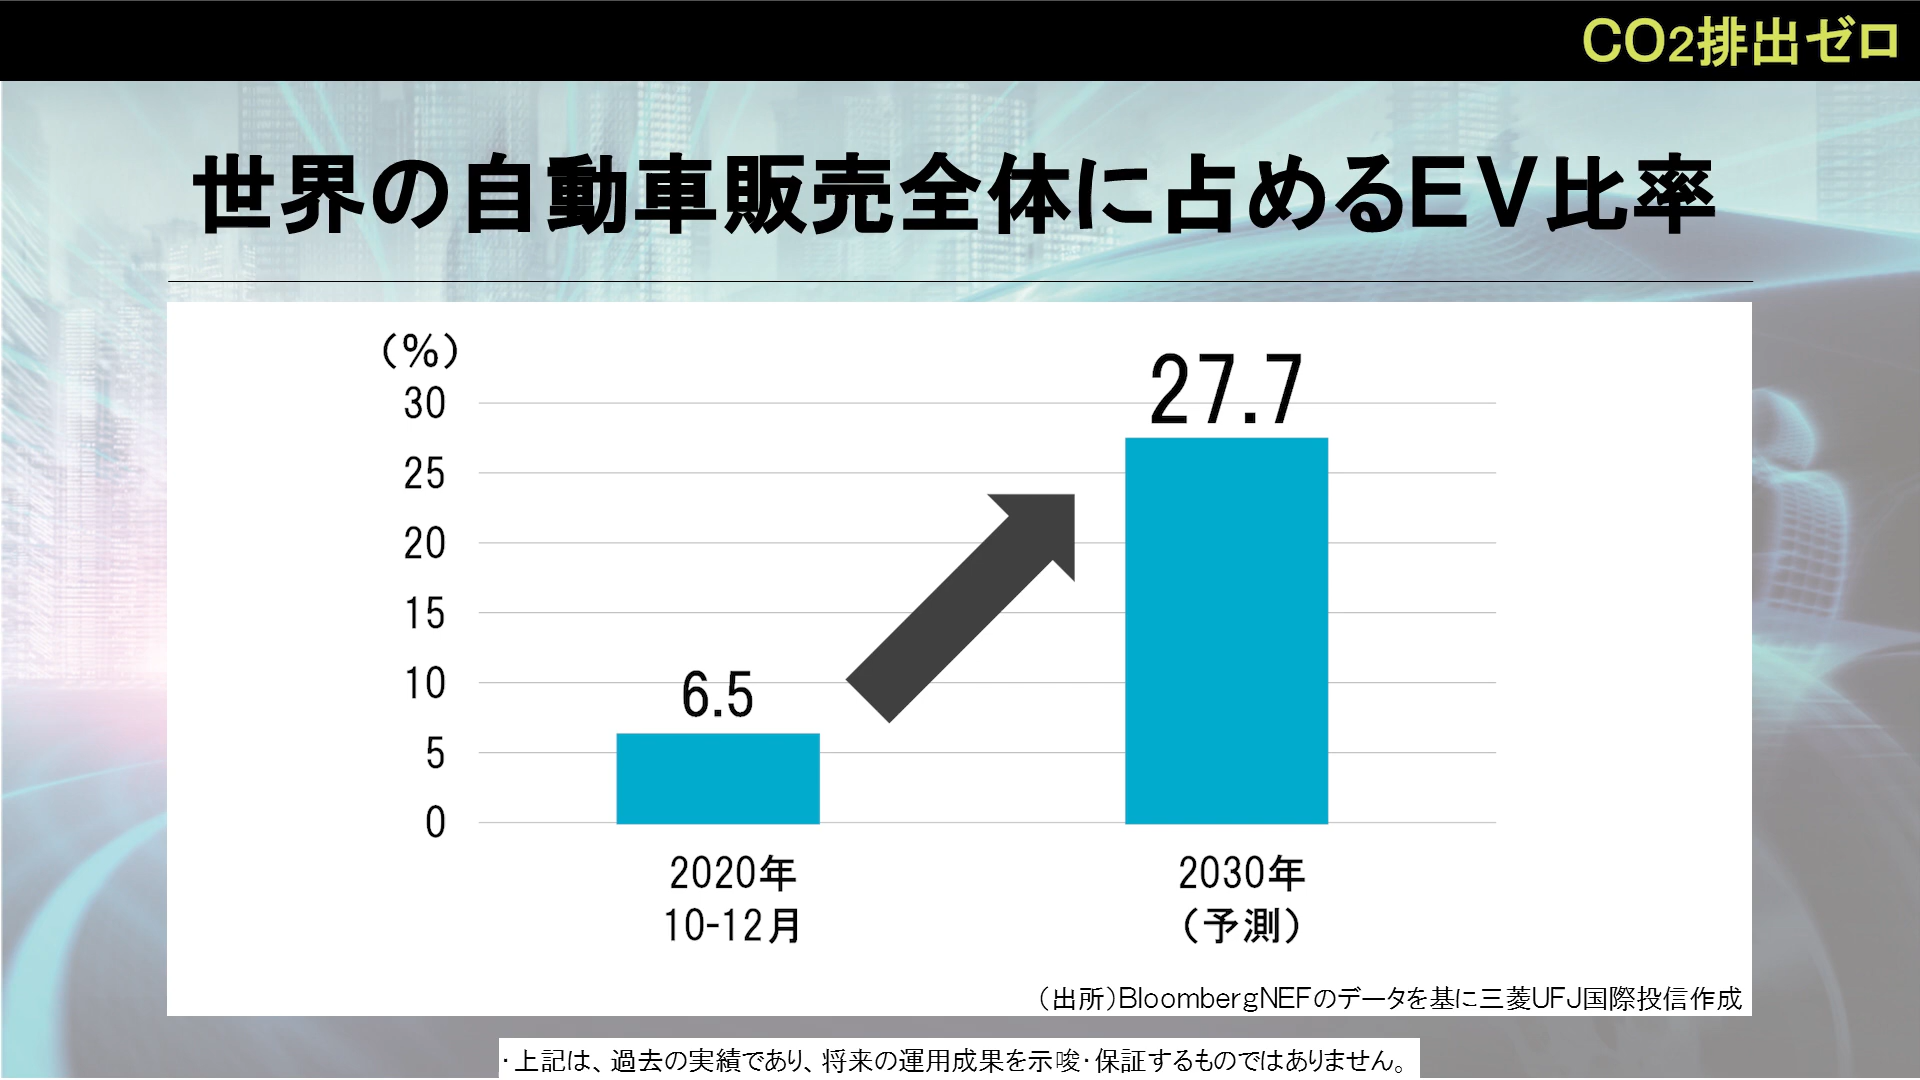 CO2排出ゼロ
世界の自動車販売全体に占めるEV比率
(%)
30
25
20
15
10
5
0
6.5
27.7
2020年
10-12月
2030年
(予測)
(出所)BloombergNEFのデータを基に三菱UFJ国際投信作成
・上記は、過去の実績であり、将来の運用成果を示唆・保証するものではありません。